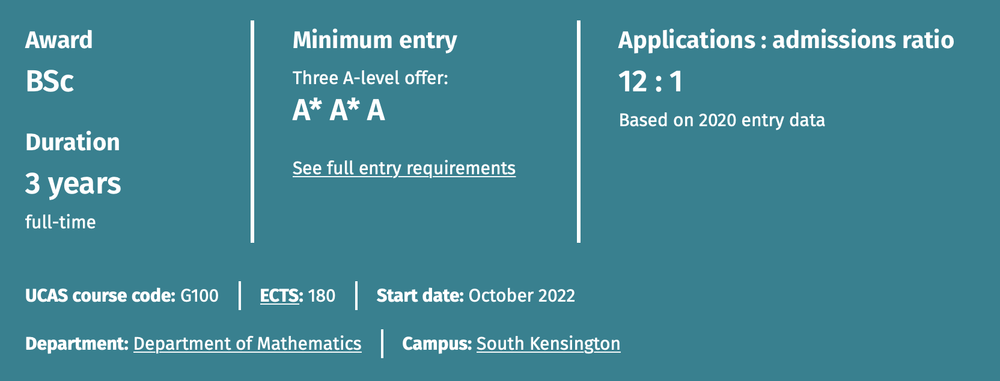 Award
BSc
Duration
3 years
full-time
Minimum entry
Three A-level offer:
A* A* A
See full entry requirements
Applications : admissions ratio
12 : 1
Based on 2020 entry data
UCAS course code: G100
ECTS: 180
Start date: October 2022
Department: Department of Mathematics
Campus: South Kensington